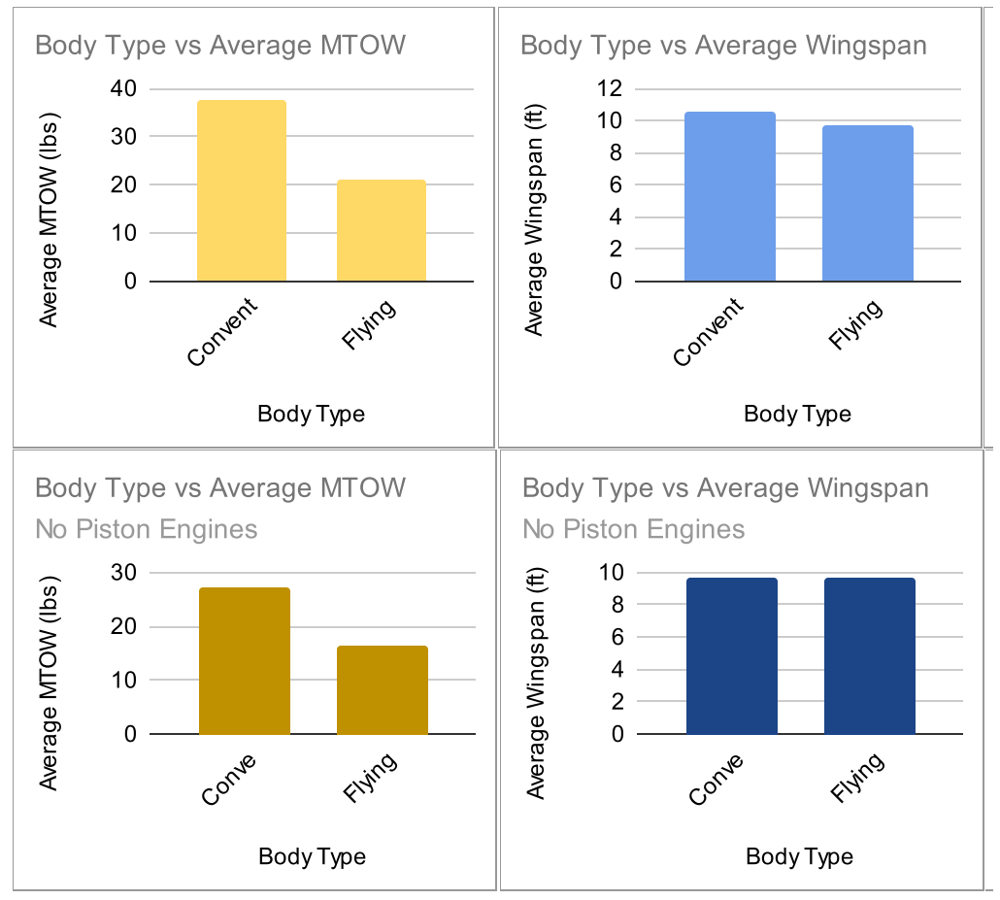 Body Type vs Average MTOW
Average MTOW (lbs)
40
30
20
10
0
Convent
Flying
Body Type
Body Type vs Average Wingspan
Average Wingspan (ft)
12
10
8
6
4
2
0
Convent
Flying
Body Type
Body Type vs Average MTOW
No Piston Engines
Average MTOW (lbs)
30
20
10
0
Conve
Flying
Body Type
Body Type vs Average Wingspan
No Piston Engines
Average Wingspan (ft)
10
8
6
4
2
0
Conve
Flying
Body Type